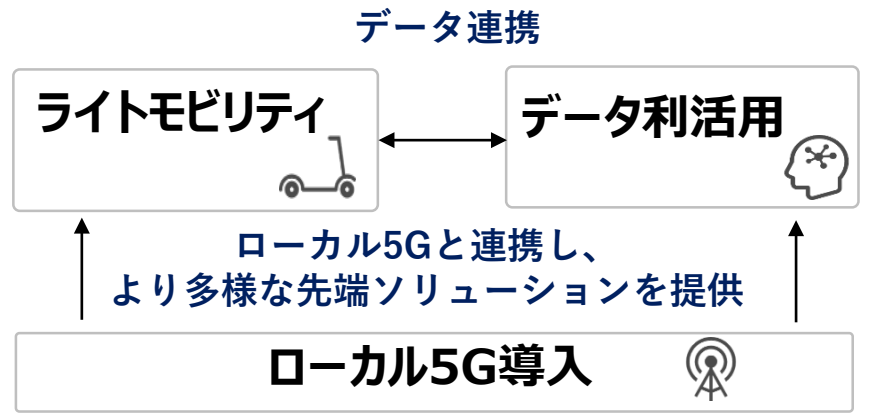 データ連携
ライトモビリティ
データ利活用
ローカル5Gと連携し、
より多様な先端ソリューションを提供
ローカル5G導入